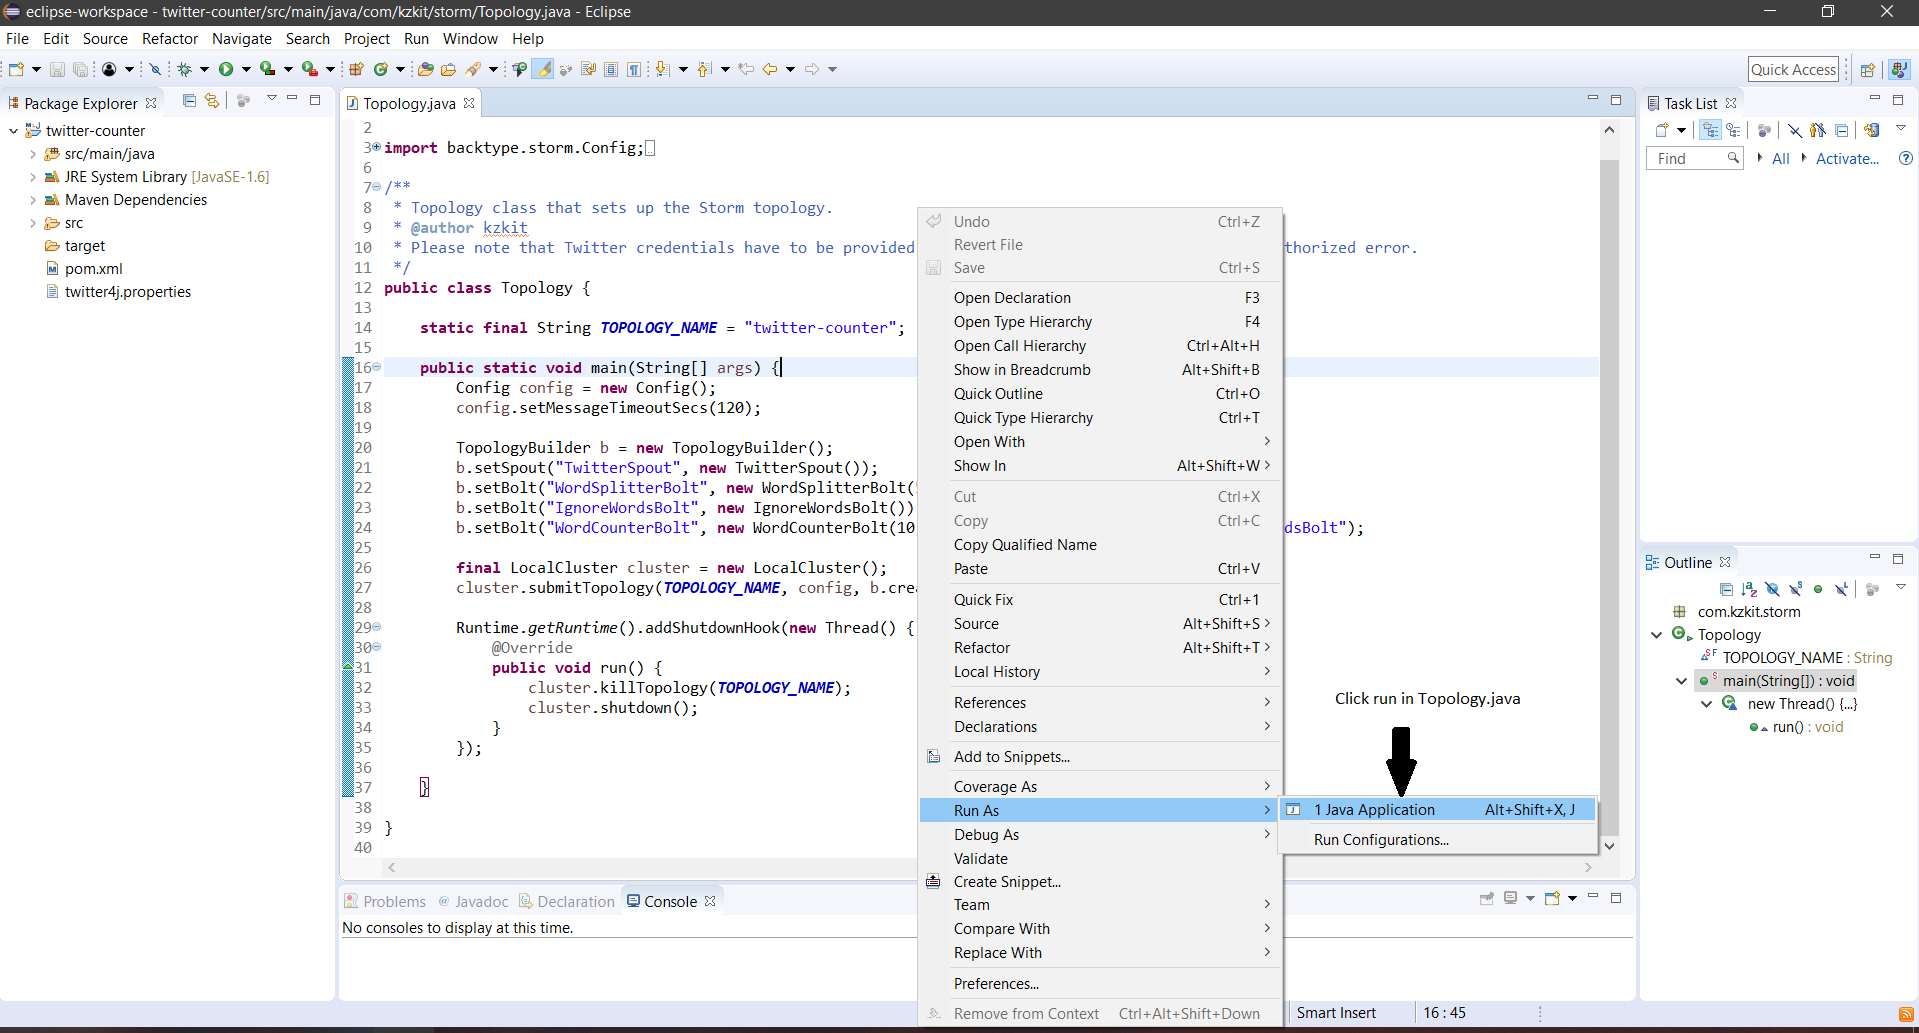 eclipse-workspace - twitter-counter/src/main/java/com/kzkit/storm/Topology.java - Eclipse
File Edit Source Refactor Navigate Search Project Run Window Help
Quick Access
Package Explorer
twitter-counter
src/main/java
JRE System Library [JavaSE-1.6]
Maven Dependencies
src
target
pom.xml
twitter4j.properties
Topology.java
2
3 import backtype.storm.Config;
6
7 /**
8 * Topology class that sets up the Storm topology.
9 * @author kzkit
10 * Please note that Twitter credentials have to be provided thorized error.
11 */
12 public class Topology {
13
14 static final String TOPOLOGY_NAME = "twitter-counter";
15
16 public static void main(String[] args) {
17 Config config = new Config();
18 config.setMessageTimeoutSecs(120);
19
20 TopologyBuilder b = new TopologyBuilder();
21 b.setSpout("TwitterSpout", new TwitterSpout());
22 b.setBolt("WordSplitterBolt", new WordSplitterBolt(
23 b.setBolt("IgnoreWordsBolt", new IgnoreWordsBolt())
24 b.setBolt("WordCounterBolt", new WordCounterBolt(10 dsBolt");
25
26 final LocalCluster cluster = new LocalCluster();
27 cluster.submitTopology(TOPOLOGY_NAME, config, b.crea
28
29 Runtime.getRuntime().addShutdownHook(new Thread() {
30 @Override
31 public void run() {
32 cluster.killTopology(TOPOLOGY_NAME);
33 cluster.shutdown();
34 }
35 });
36
37 }
38
39 }
40
Undo Ctrl+Z
Revert File
Save Ctrl+S
Open Declaration F3
Open Type Hierarchy F4
Open Call Hierarchy Ctrl+Alt+H
Show in Breadcrumb Alt+Shift+B
Quick Outline Ctrl+O
Quick Type Hierarchy Ctrl+T
Open With
Show In Alt+Shift+W
Cut Ctrl+X
Copy Ctrl+C
Copy Qualified Name
Paste Ctrl+V
Quick Fix Ctrl+1
Source Alt+Shift+S
Refactor Alt+Shift+T
Local History
References
Declarations
Add to Snippets...
Coverage As
Run As
Debug As
Validate
Create Snippet...
Team
Compare With
Replace With
Preferences...
Remove from Context Ctrl+Alt+Shift+Down
Click run in Topology.java
1 Java Application Alt+Shift+X, J
Run Configurations...
Problems @ Javadoc Declaration Console
No consoles to display at this time.
Task List
Find All Activate...
Outline
com.kzkit.storm
Topology
TOPOLOGY_NAME : String
main(String[]) : void
new Thread() {...}
run() : void
Smart Insert 16 : 45